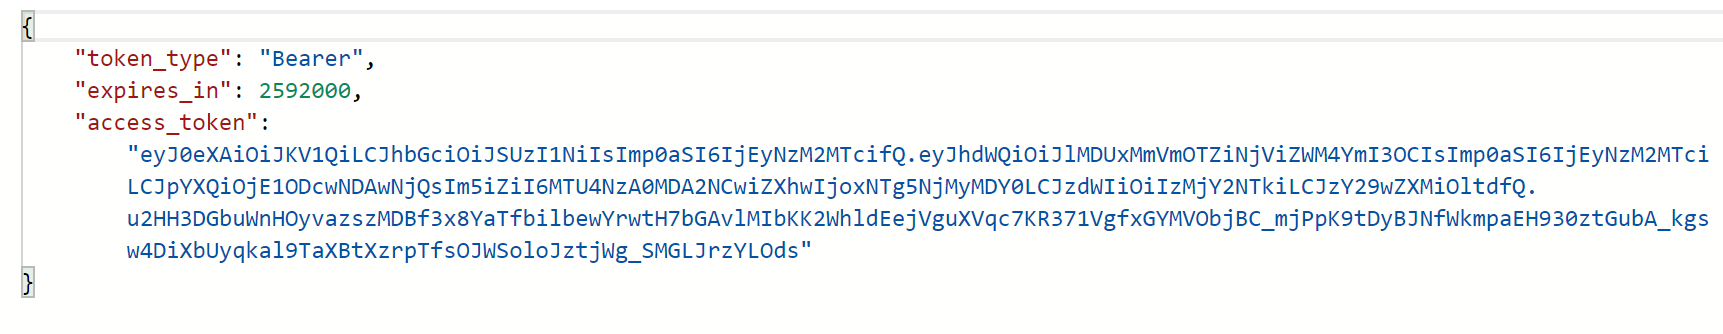 {
"token_type": "Bearer",
"expires_in": 2592000,
"access_token":
"eyJ0eXAiOiJKV1QiLCJhbGciOiJSUzI1NiIsImp0aSI6IjEyNzM2MTcifQ.eyJhdWQiOiJlMDUxMmVmOTZiNjViZWM4YmI3OCIsImp0aSI6IjEyNzM2MTci
LCJpYXQiOjE1ODcwNDAwNjQsIm5iZiI6MTU4NzA0MDA2NCwiZXhwIjoxNTg5NjMyMDY0LCJzdWIiOiIzMjY2NTkiLCJzY29wZXMiOltdfQ.
u2HH3DGbuWnHOyvazszMDBf3x8YaTfbilbewYrwtH7bGAvlMIbKK2WhldEejVguXVqc7KR371VgfxGYMVObjBC_mjPpK9tDyBJNfWkmpaEH930ztGubA_kgs
w4DiXbUyqkal9TaXBtXzrpTfsOJWSoloJztjWg_SMGLJrzYLOds"
}